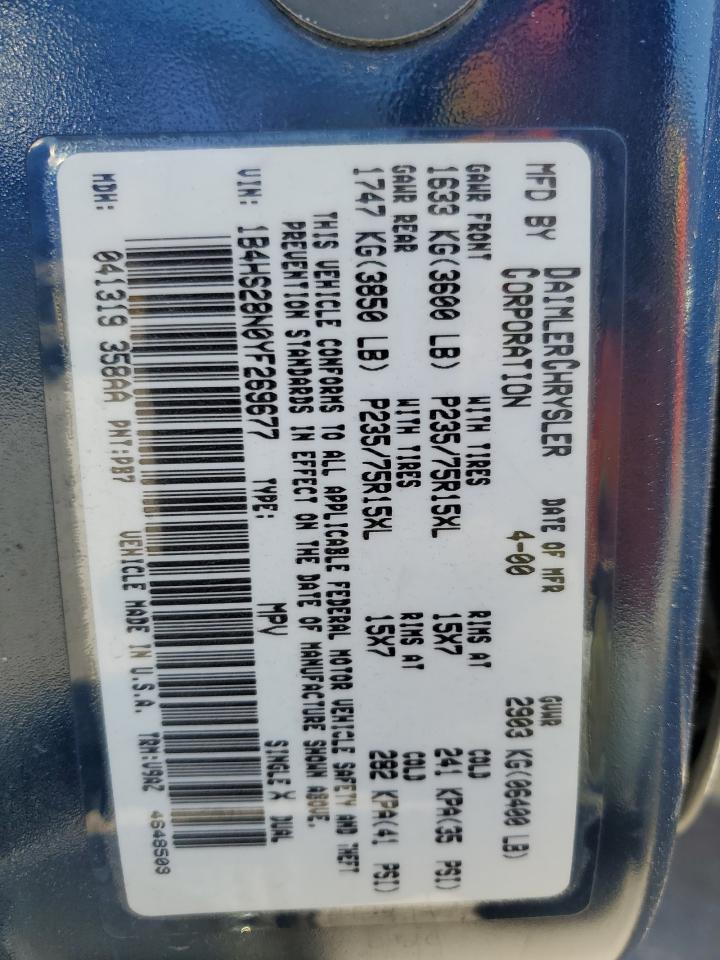 MFD BY DAIMLERCHRYSLER CORPORATION DATE OF MFR 4-00 GVWR 2903 KG(06400 LB)
GAWR FRONT WITH TIRES RIMS AT COLD
1633 KG(3600 LB) P235/75R15XL 15X7 241 KPA(35 PSI)
GAWR REAR WITH TIRES RIMS AT COLD
1747 KG(3850 LB) P235/75R15XL 15X7 282 KPA(41 PSI)
THIS VEHICLE CONFORMS TO ALL APPLICABLE FEDERAL MOTOR VEHICLE SAFETY AND THEFT
PREVENTION STANDARDS IN EFFECT ON THE DATE OF MANUFACTURE SHOWN ABOVE.
VIN: 1B4HS28N0YF269677 TYPE: MPV SINGLE X DUAL
MDH: 041319 358AA PNT:PB7 VEHICLE MADE IN U.S.A. TRM:V9AZ 4648509